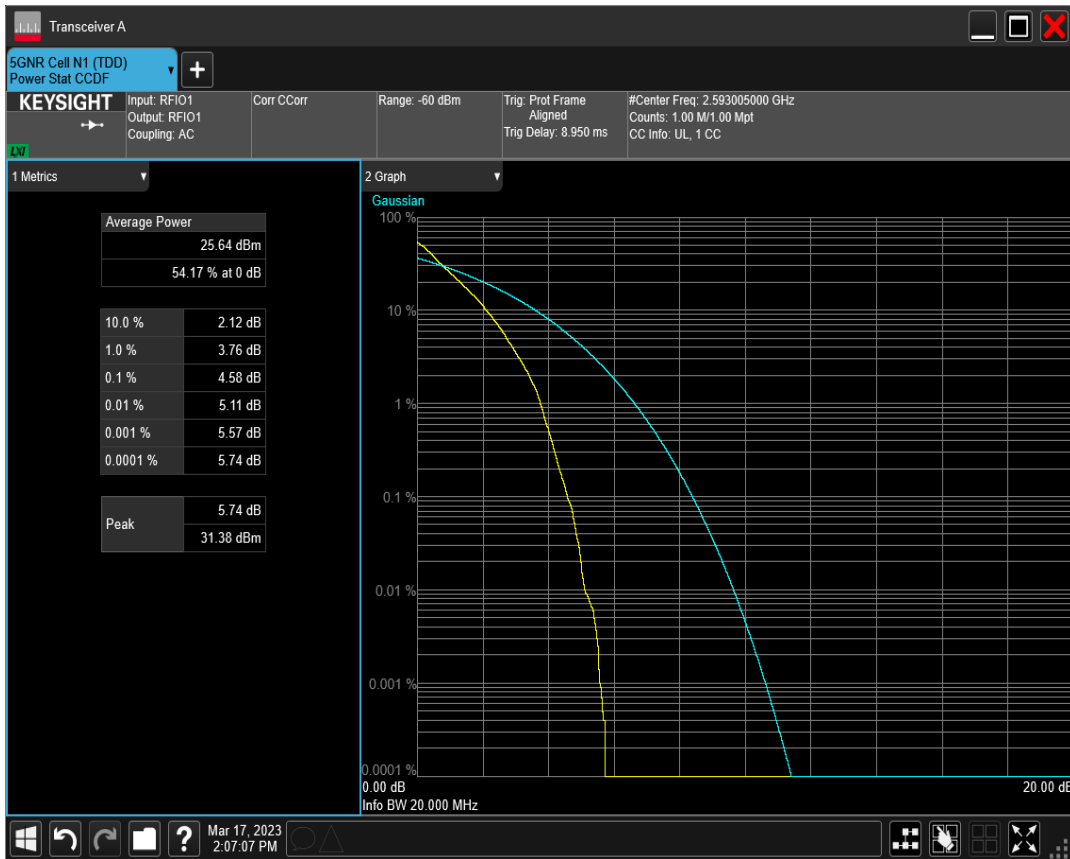 Transceiver A
5GNR Cell N1 (TDD)
Power Stat CCDF
+
KEYSIGHT
LXI
Input: RFIO1
Output: RFIO1
Coupling: AC
Corr CCorr
Range: -60 dBm
Trig: Prot Frame
Aligned
Trig Delay: 8.950 ms
#Center Freq: 2.593005000 GHz
Counts: 1.00 M/1.00 Mpt
CC Info: UL, 1 CC
1 Metrics
Average Power
25.64 dBm
54.17 % at 0 dB
10.0 % 2.12 dB
1.0 % 3.76 dB
0.1 % 4.58 dB
0.01 % 5.11 dB
0.001 % 5.57 dB
0.0001 % 5.74 dB
Peak
5.74 dB
31.38 dBm
2 Graph
Gaussian
100 %
10 %
1 %
0.1 %
0.01 %
0.001 %
0.0001 %
0.00 dB 20.00 dB
Info BW 20.000 MHz
?
Mar 17, 2023
2:07:07 PM